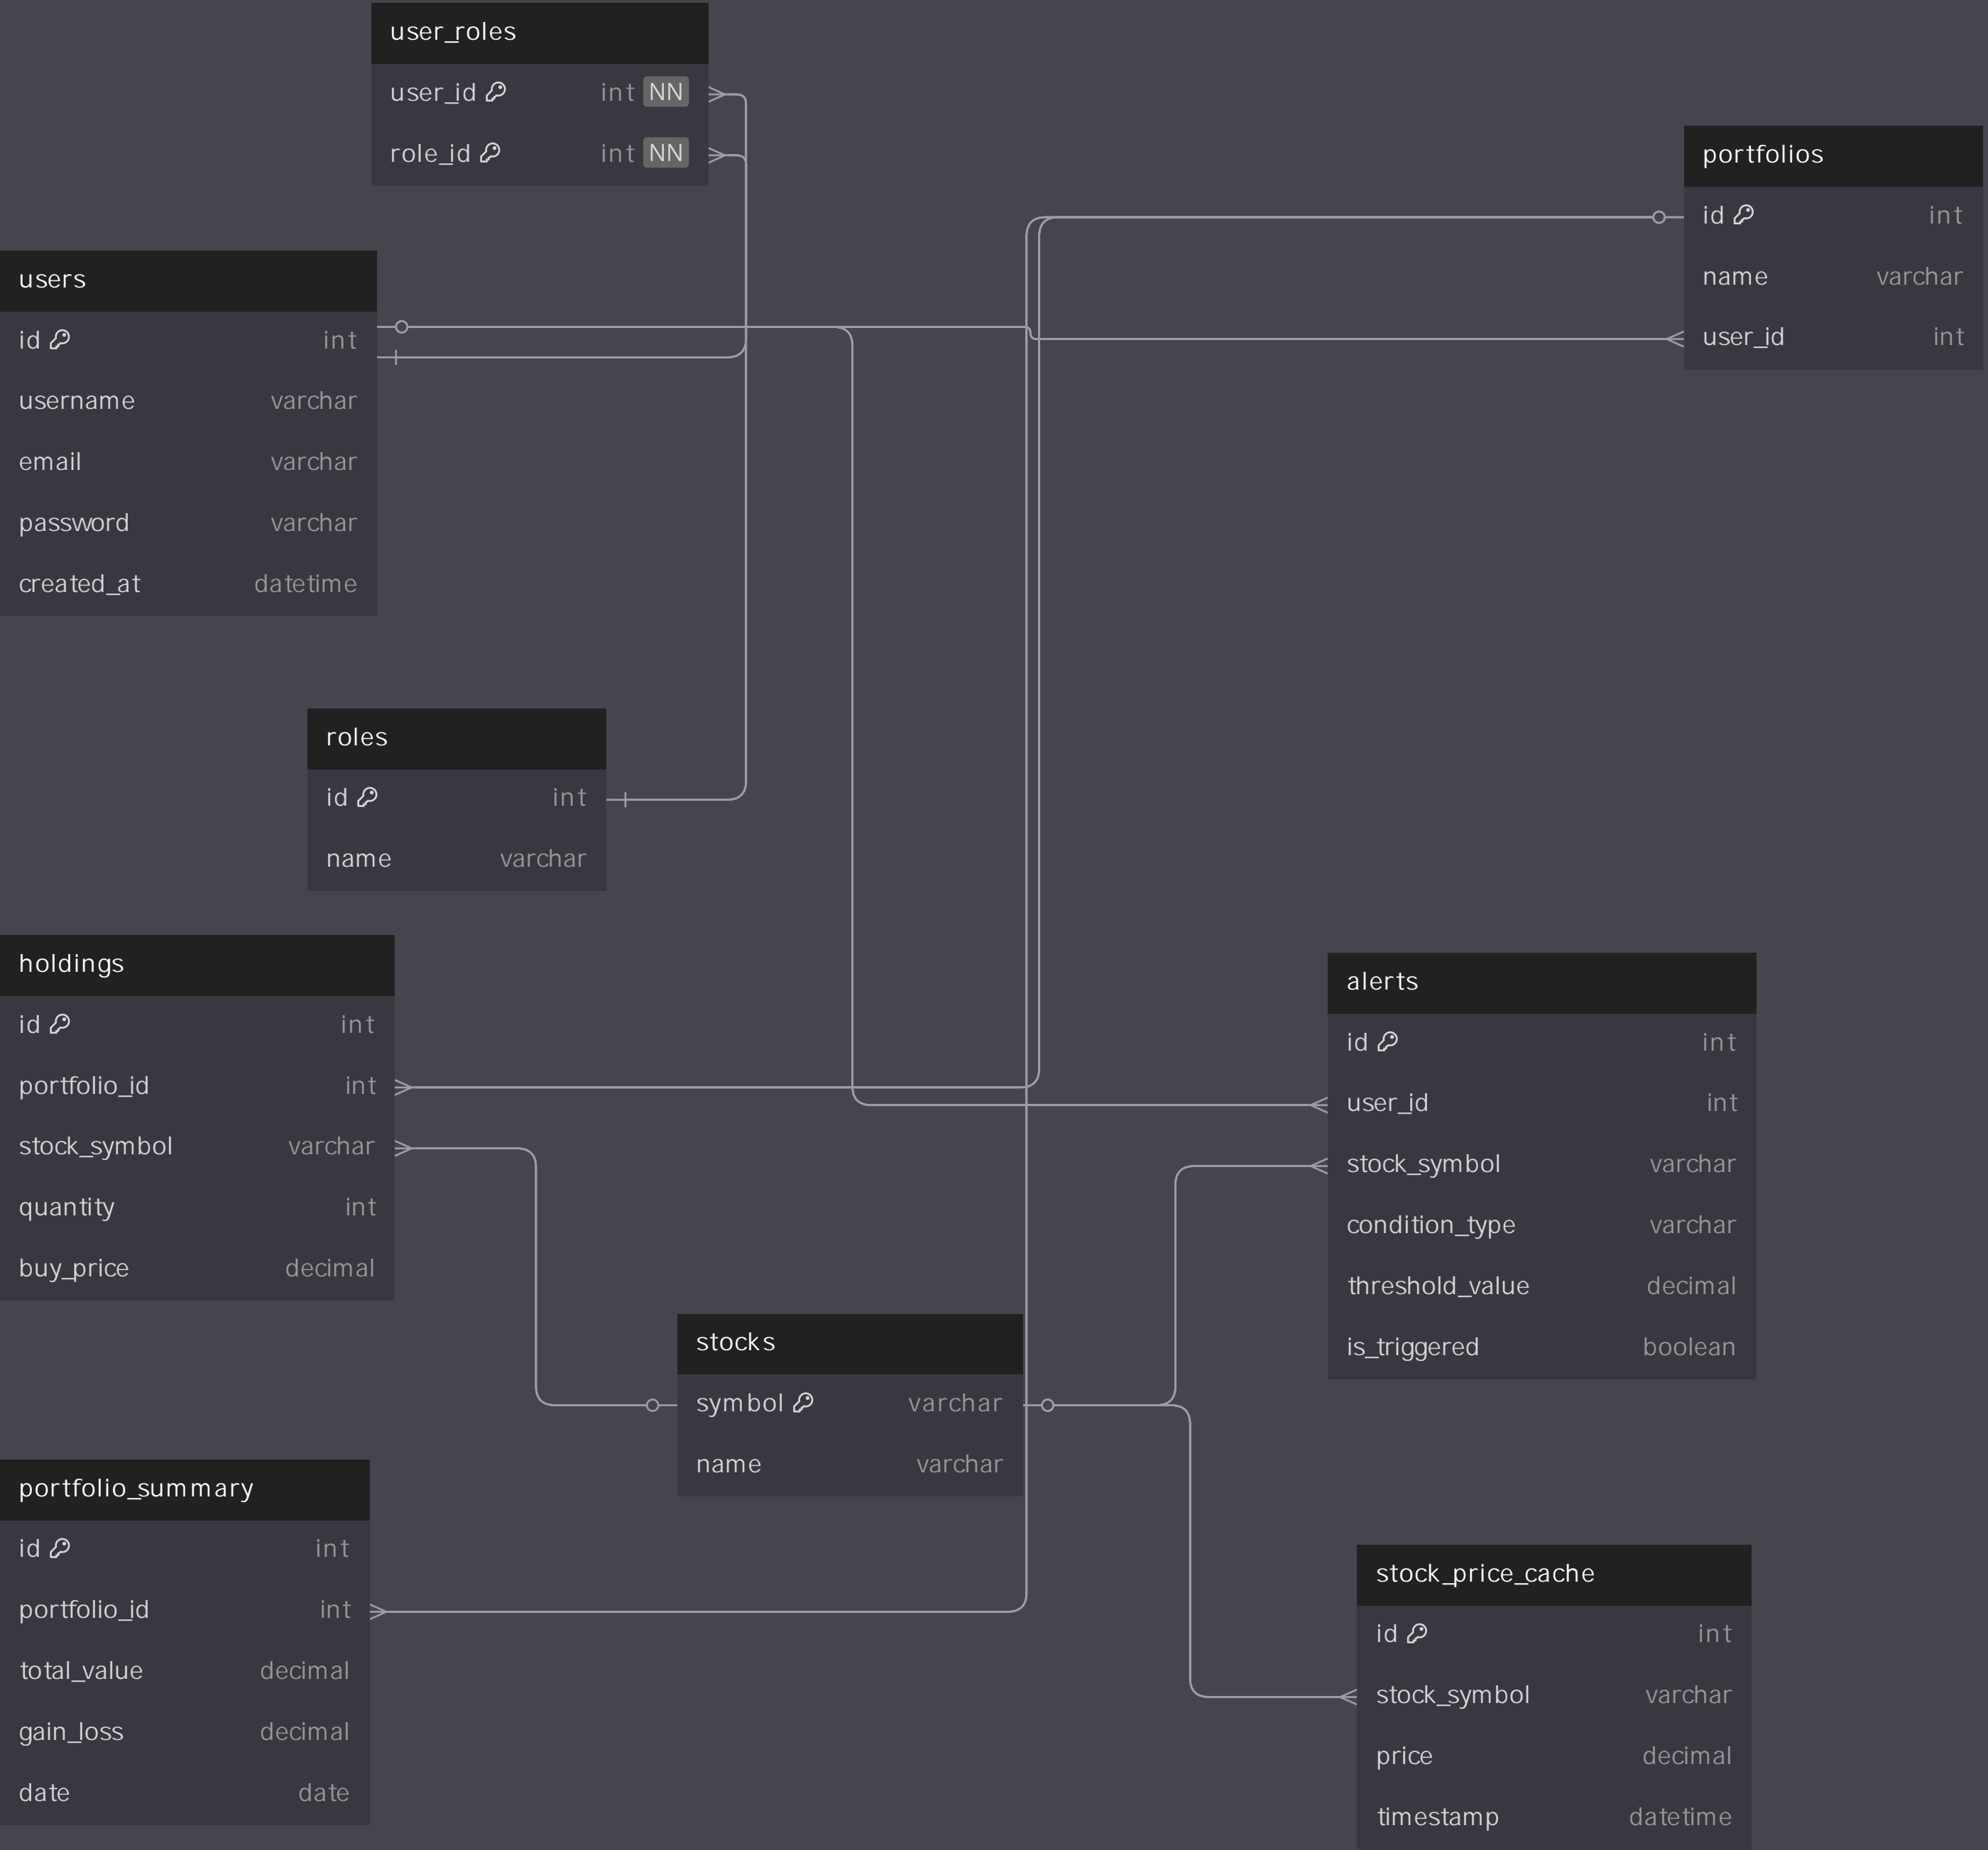 user_roles
user_id int NN
role_id int NN
portfolios
id int
name varchar
user_id int
users
id int
username varchar
email varchar
password varchar
created_at datetime
roles
id int
name varchar
holdings
id int
portfolio_id int
stock_symbol varchar
quantity int
buy_price decimal
alerts
id int
user_id int
stock_symbol varchar
condition_type varchar
threshold_value decimal
is_triggered boolean
stocks
symbol varchar
name varchar
portfolio_summary
id int
portfolio_id int
total_value decimal
gain_loss decimal
date date
stock_price_cache
id int
stock_symbol varchar
price decimal
timestamp datetime